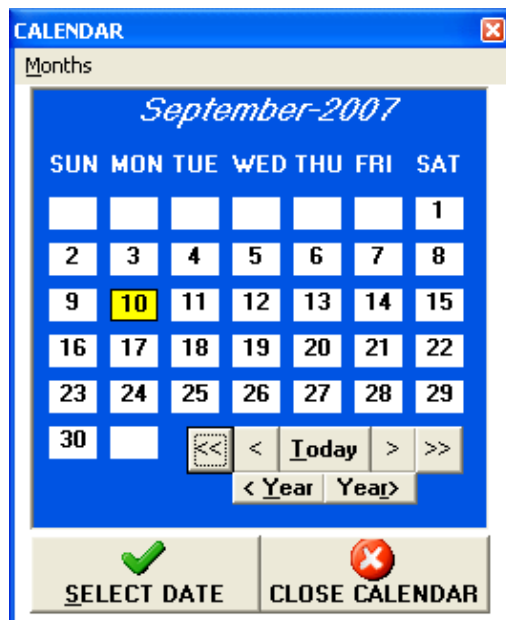 CALENDAR
Months
September-2007
SUN MON TUE WED THU FRI SAT
1
2 3 4 5 6 7 8
9 10 11 12 13 14 15
16 17 18 19 20 21 22
23 24 25 26 27 28 29
30 << < Today > >>
< Year Year>
SELECT DATE CLOSE CALENDAR